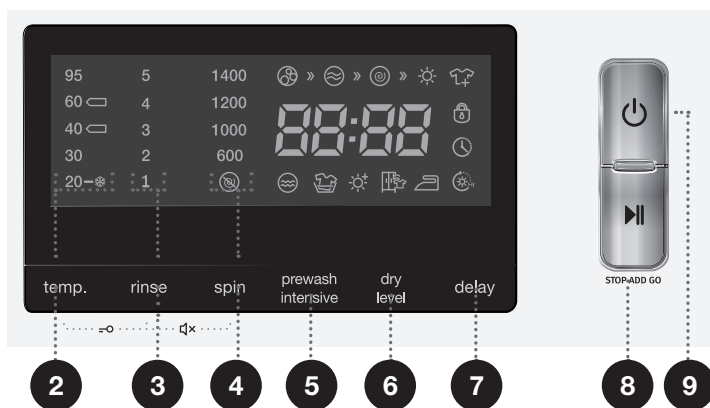 95 5 1400
60 4 1200
40 3 1000
30 2 600
20 1
88:88
temp. rinse spin prewash intensive dry level delay
STOP·ADD GO
2 3 4 5 6 7 8 9